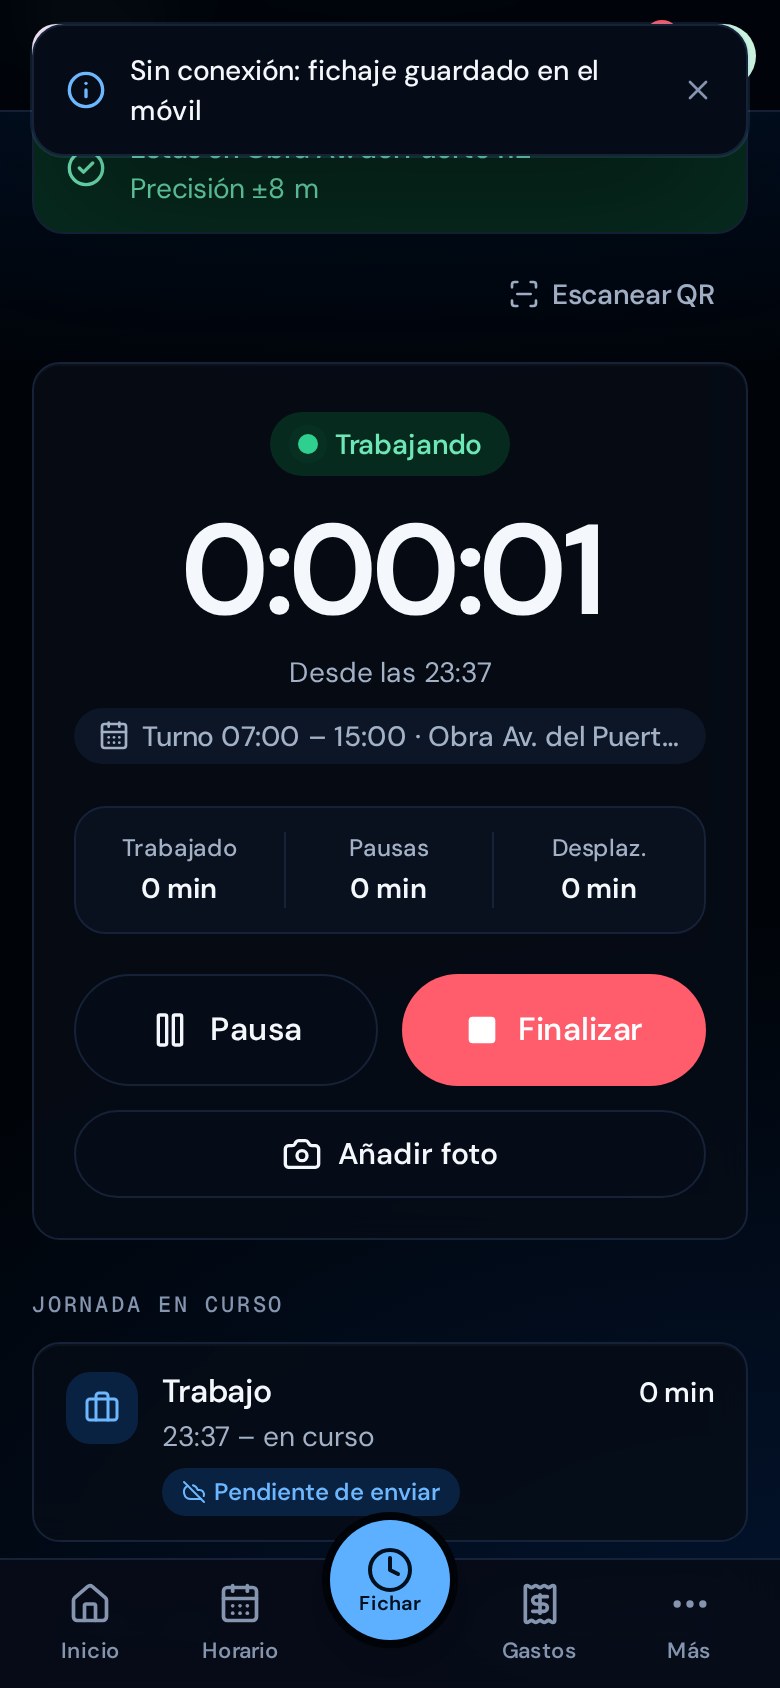 Sin conexión: fichaje guardado en el
móvil
Precisión ±8 m
Escanear QR
Trabajando
0:00:01
Desde las 23:37
Turno 07:00 – 15:00 · Obra Av. del Puert...
Trabajado
Pausas
Desplaz.
0 min
0 min
0 min
Pausa
Finalizar
Añadir foto
JORNADA EN CURSO
Trabajo
0 min
23:37 – en curso
Pendiente de enviar
Inicio
Horario
Fichar
Gastos
Más